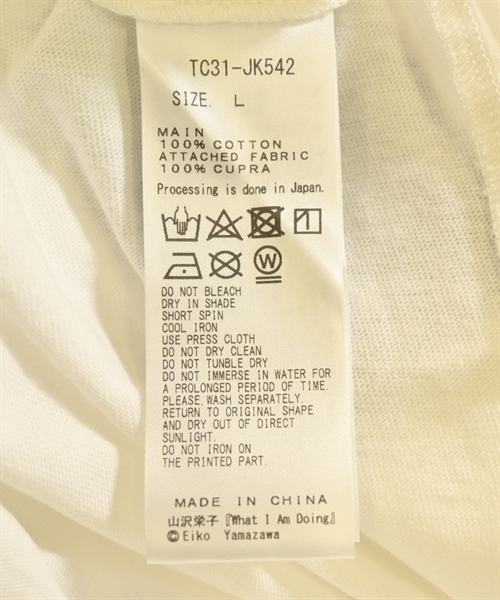 TC31-JK542
SIZE. L
MAIN
100% COTTON
ATTACHED FABRIC
100% CUPRA
Processing is done in Japan.
W
DO NOT BLEACH
DRY IN SHADE
SHORT SPIN
COOL IRON
USE PRESS CLOTH
DO NOT DRY CLEAN
DO NOT TUNBLE DRY
DO NOT IMMERSE IN WATER FOR
A PROLONGED PERIOD OF TIME.
PLEASE,WASH SEPARATELY.
RETURN TO ORIGINAL SHAPE
AND DRY OUT OF DIRECT
SUNLIGHT.
DO NOT IRON ON
THE PRINTED PART.
MADE IN CHINA
山沢栄子『What I Am Doing』
©Eiko Yamazawa